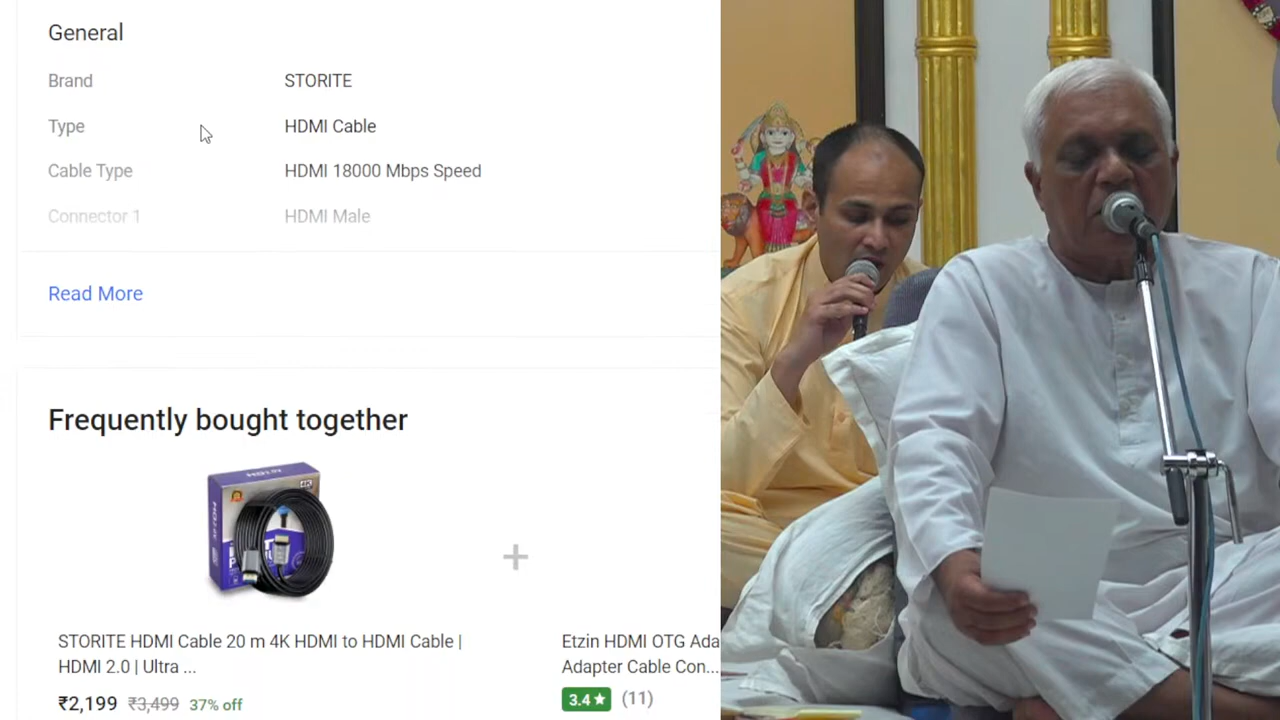 General
Brand STORITE
Type HDMI Cable
Cable Type HDMI 18000 Mbps Speed
Connector 1 HDMI Male
Read More
Frequently bought together
4K
+
STORITE HDMI Cable 20 m 4K HDMI to HDMI Cable |
HDMI 2.0 | Ultra ...
₹2,199 ₹3,499 37% off
Etzin HDMI OTG Ada
Adapter Cable Con...
3.4★ (11)